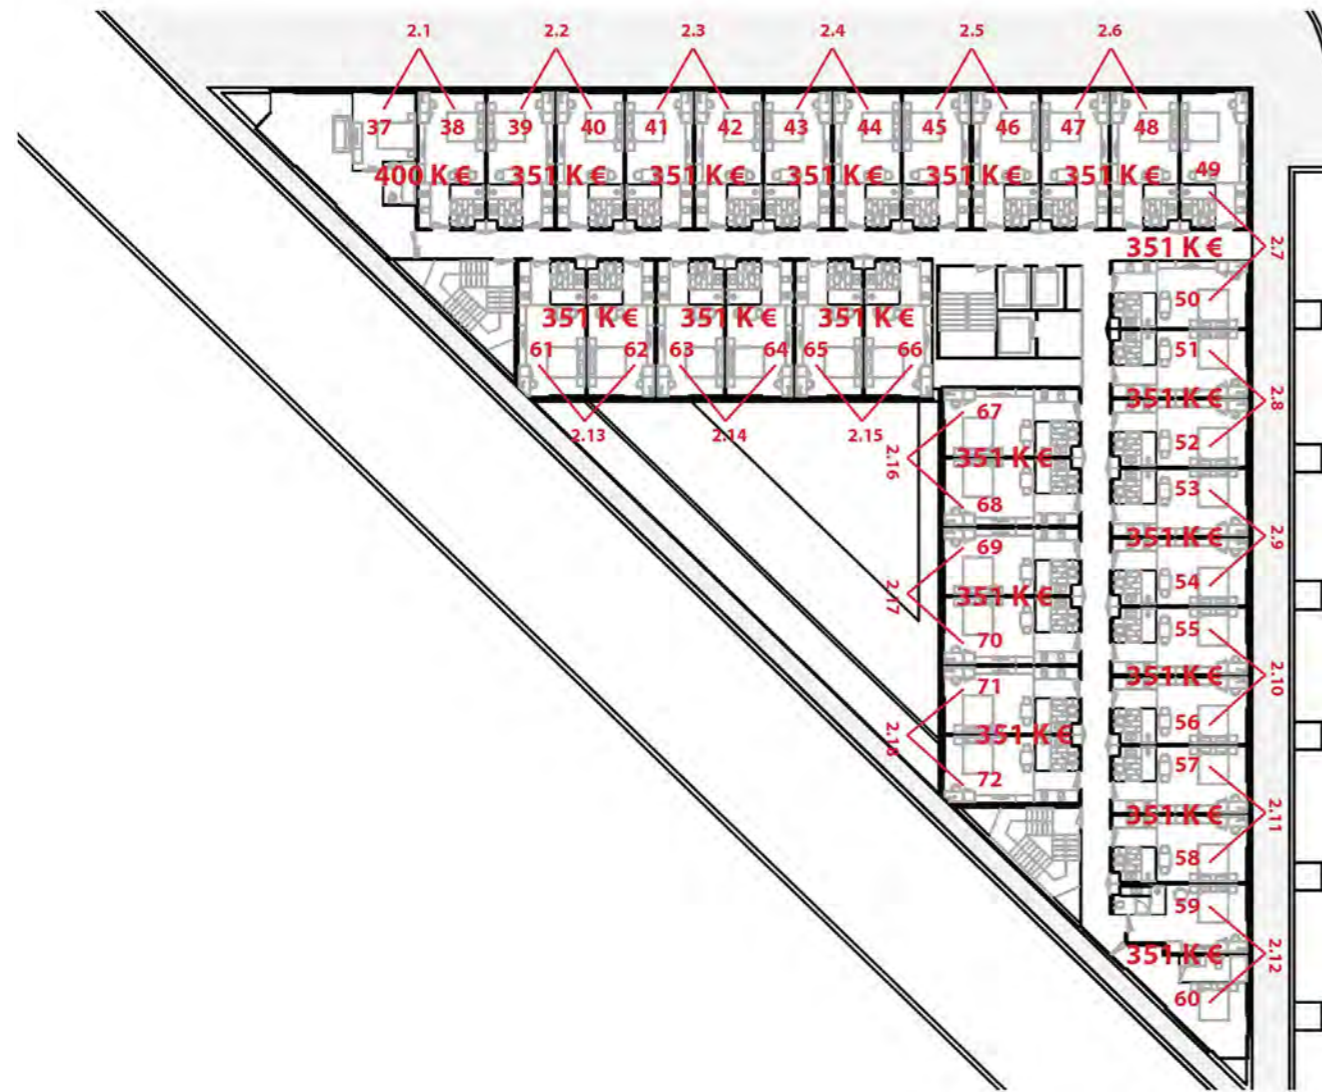 2.1 2.2 2.3 2.4 2.5 2.6
37 38 39 40 41 42 43 44 45 46 47 48
400 K € 351 K € 351 K € 351 K € 351 K € 351 K € 49
351 K € 2.7
50
351 K € 351 K € 351 K €
61 62 63 64 65 66
2.13 2.14 2.15
51
351 K € 2.8
52
67
2.16 351 K €
68
53
351 K € 2.9
54
69
2.17 351 K €
70
55
351 K € 2.10
56
71
2.18 351 K €
72
57
351 K € 2.11
58
59
351 K € 2.12
60